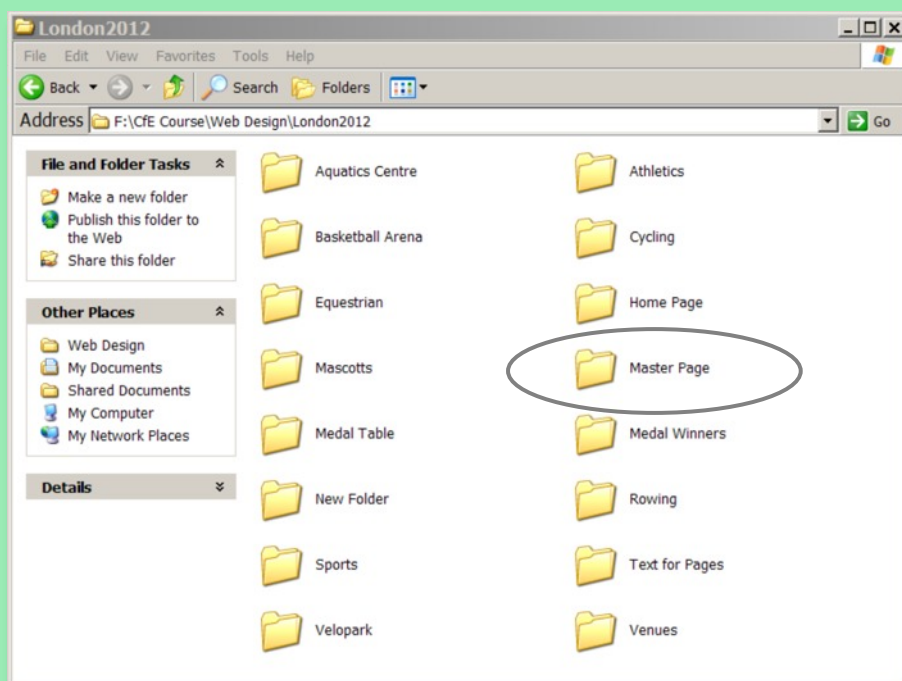 London2012
File Edit View Favorites Tools Help
Back Search Folders
Address F:\CfE Course\Web Design\London2012 Go
File and Folder Tasks
Make a new folder
Publish this folder to
the Web
Share this folder
Other Places
Web Design
My Documents
Shared Documents
My Computer
My Network Places
Details
Aquatics Centre Athletics
Basketball Arena Cycling
Equestrian Home Page
Mascotts Master Page
Medal Table Medal Winners
New Folder Rowing
Sports Text for Pages
Velopark Venues